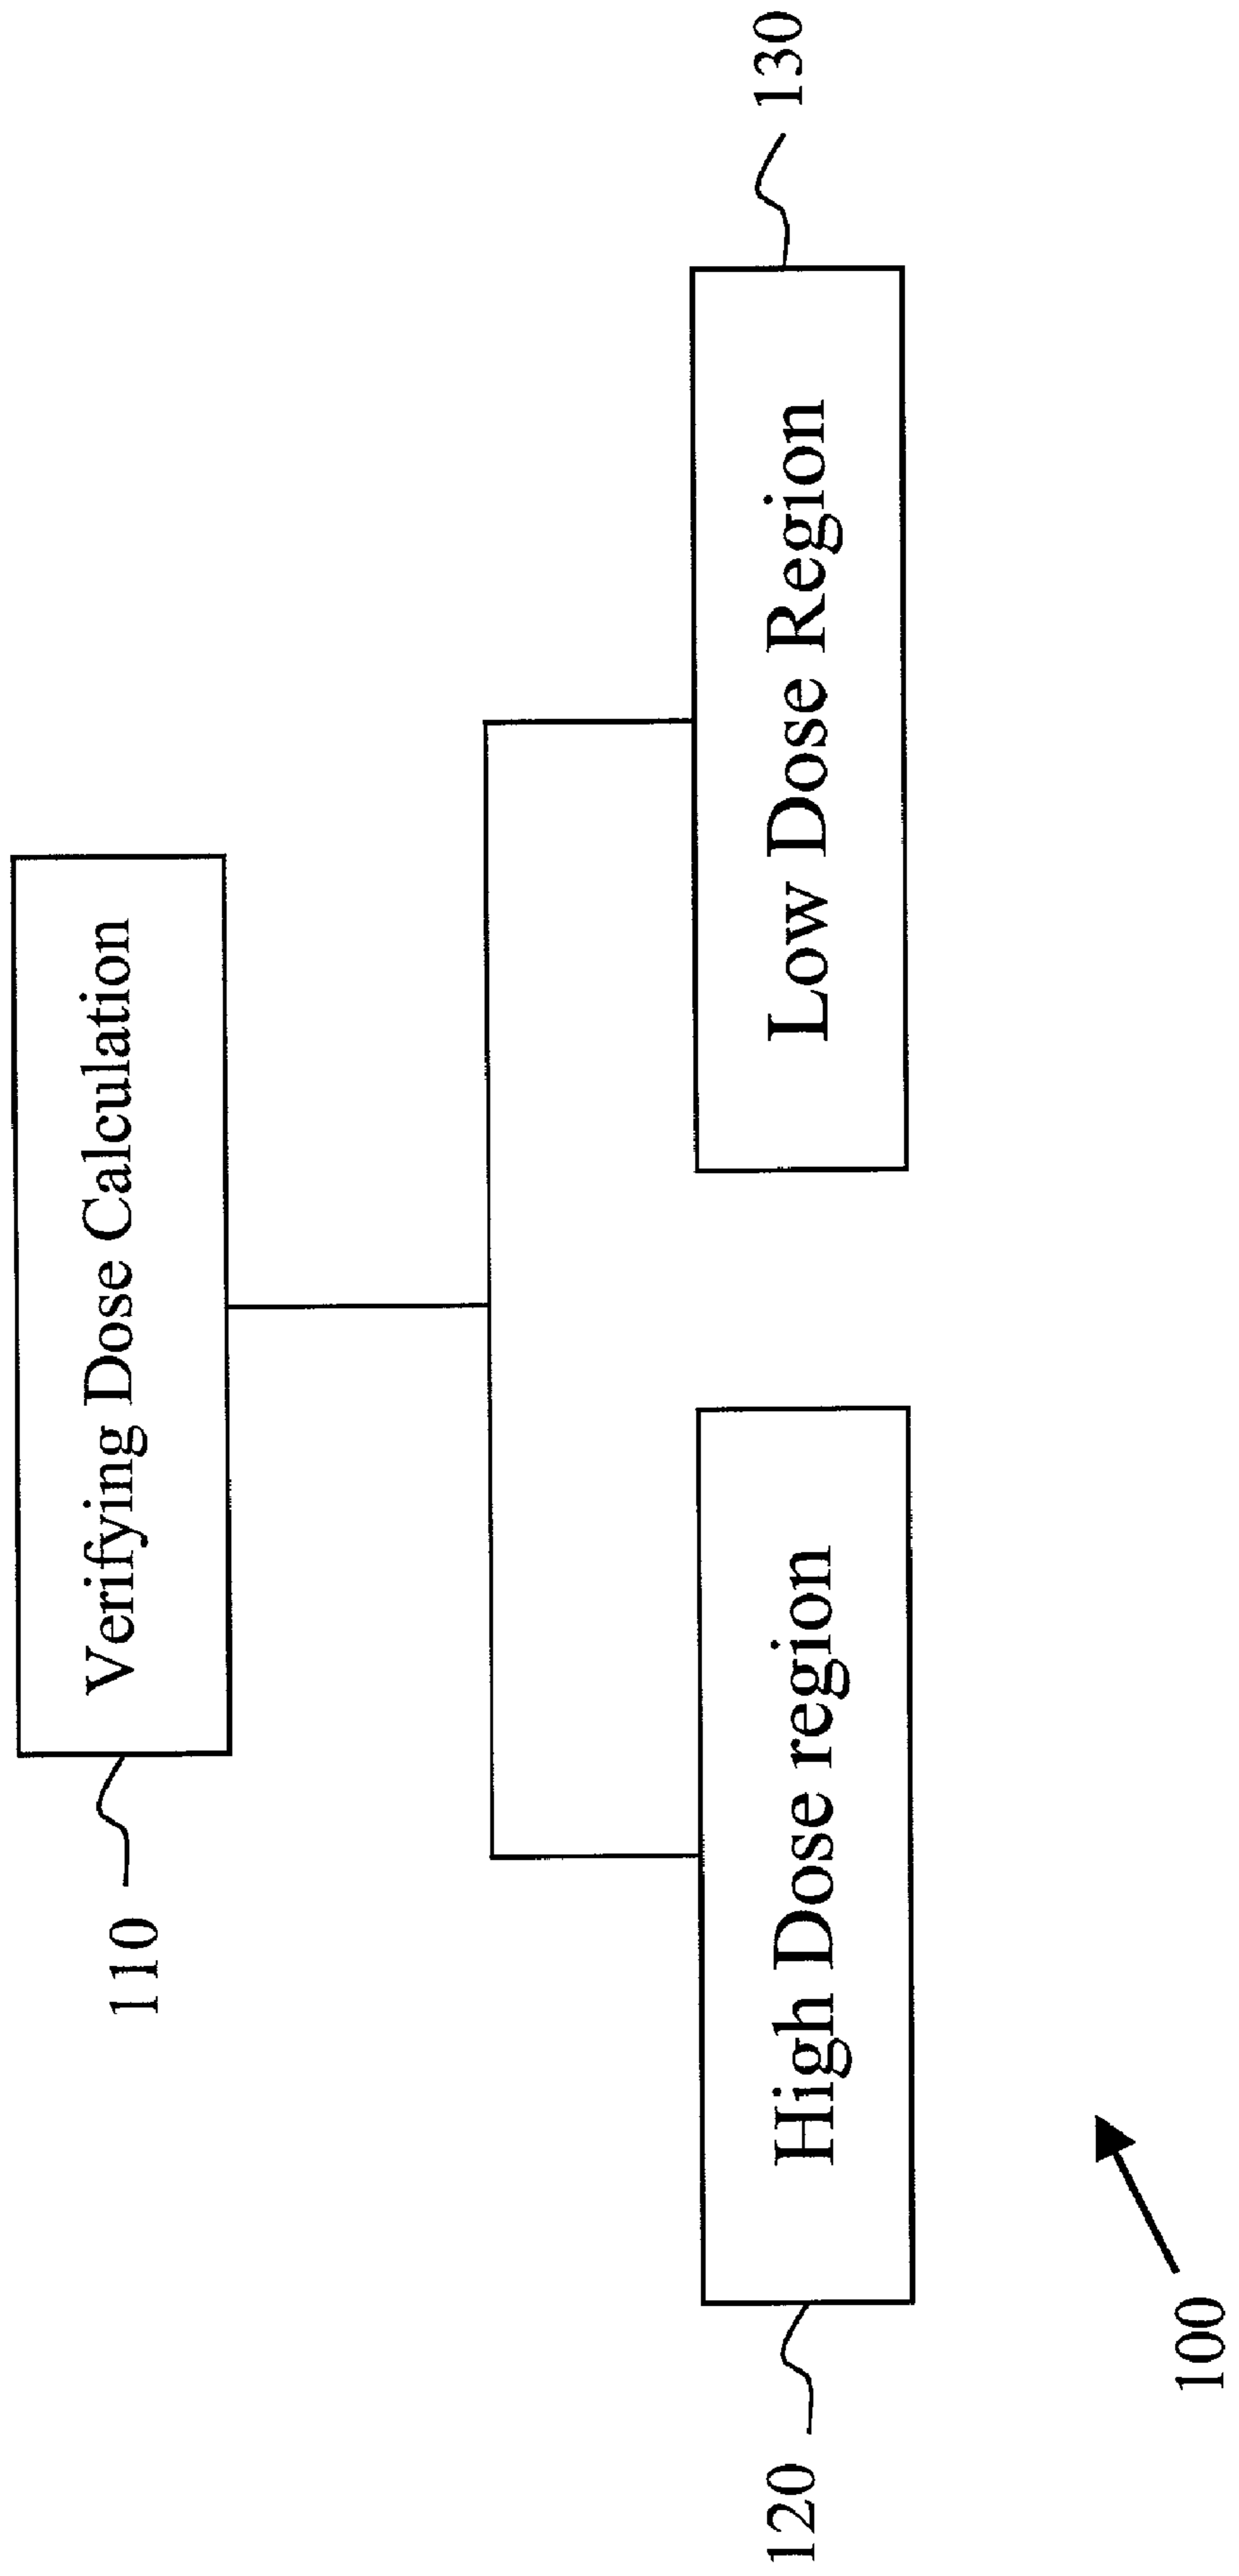 110
Verifying Dose Calculation
120
High Dose region
Low Dose Region
130
100